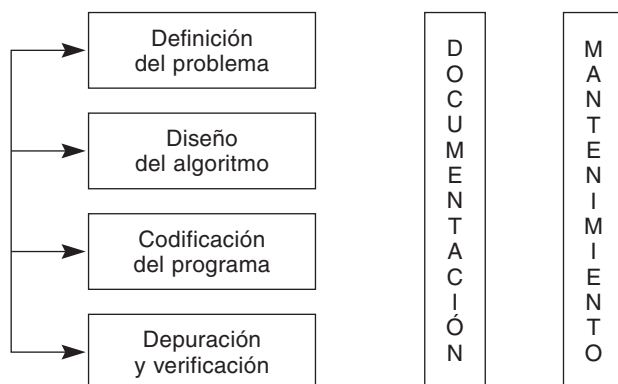 Definición
del problema
Diseño
del algoritmo
Codificación
del programa
Depuración
y verificación
DOCUMENTACIÓN
MANTENIMIENTO